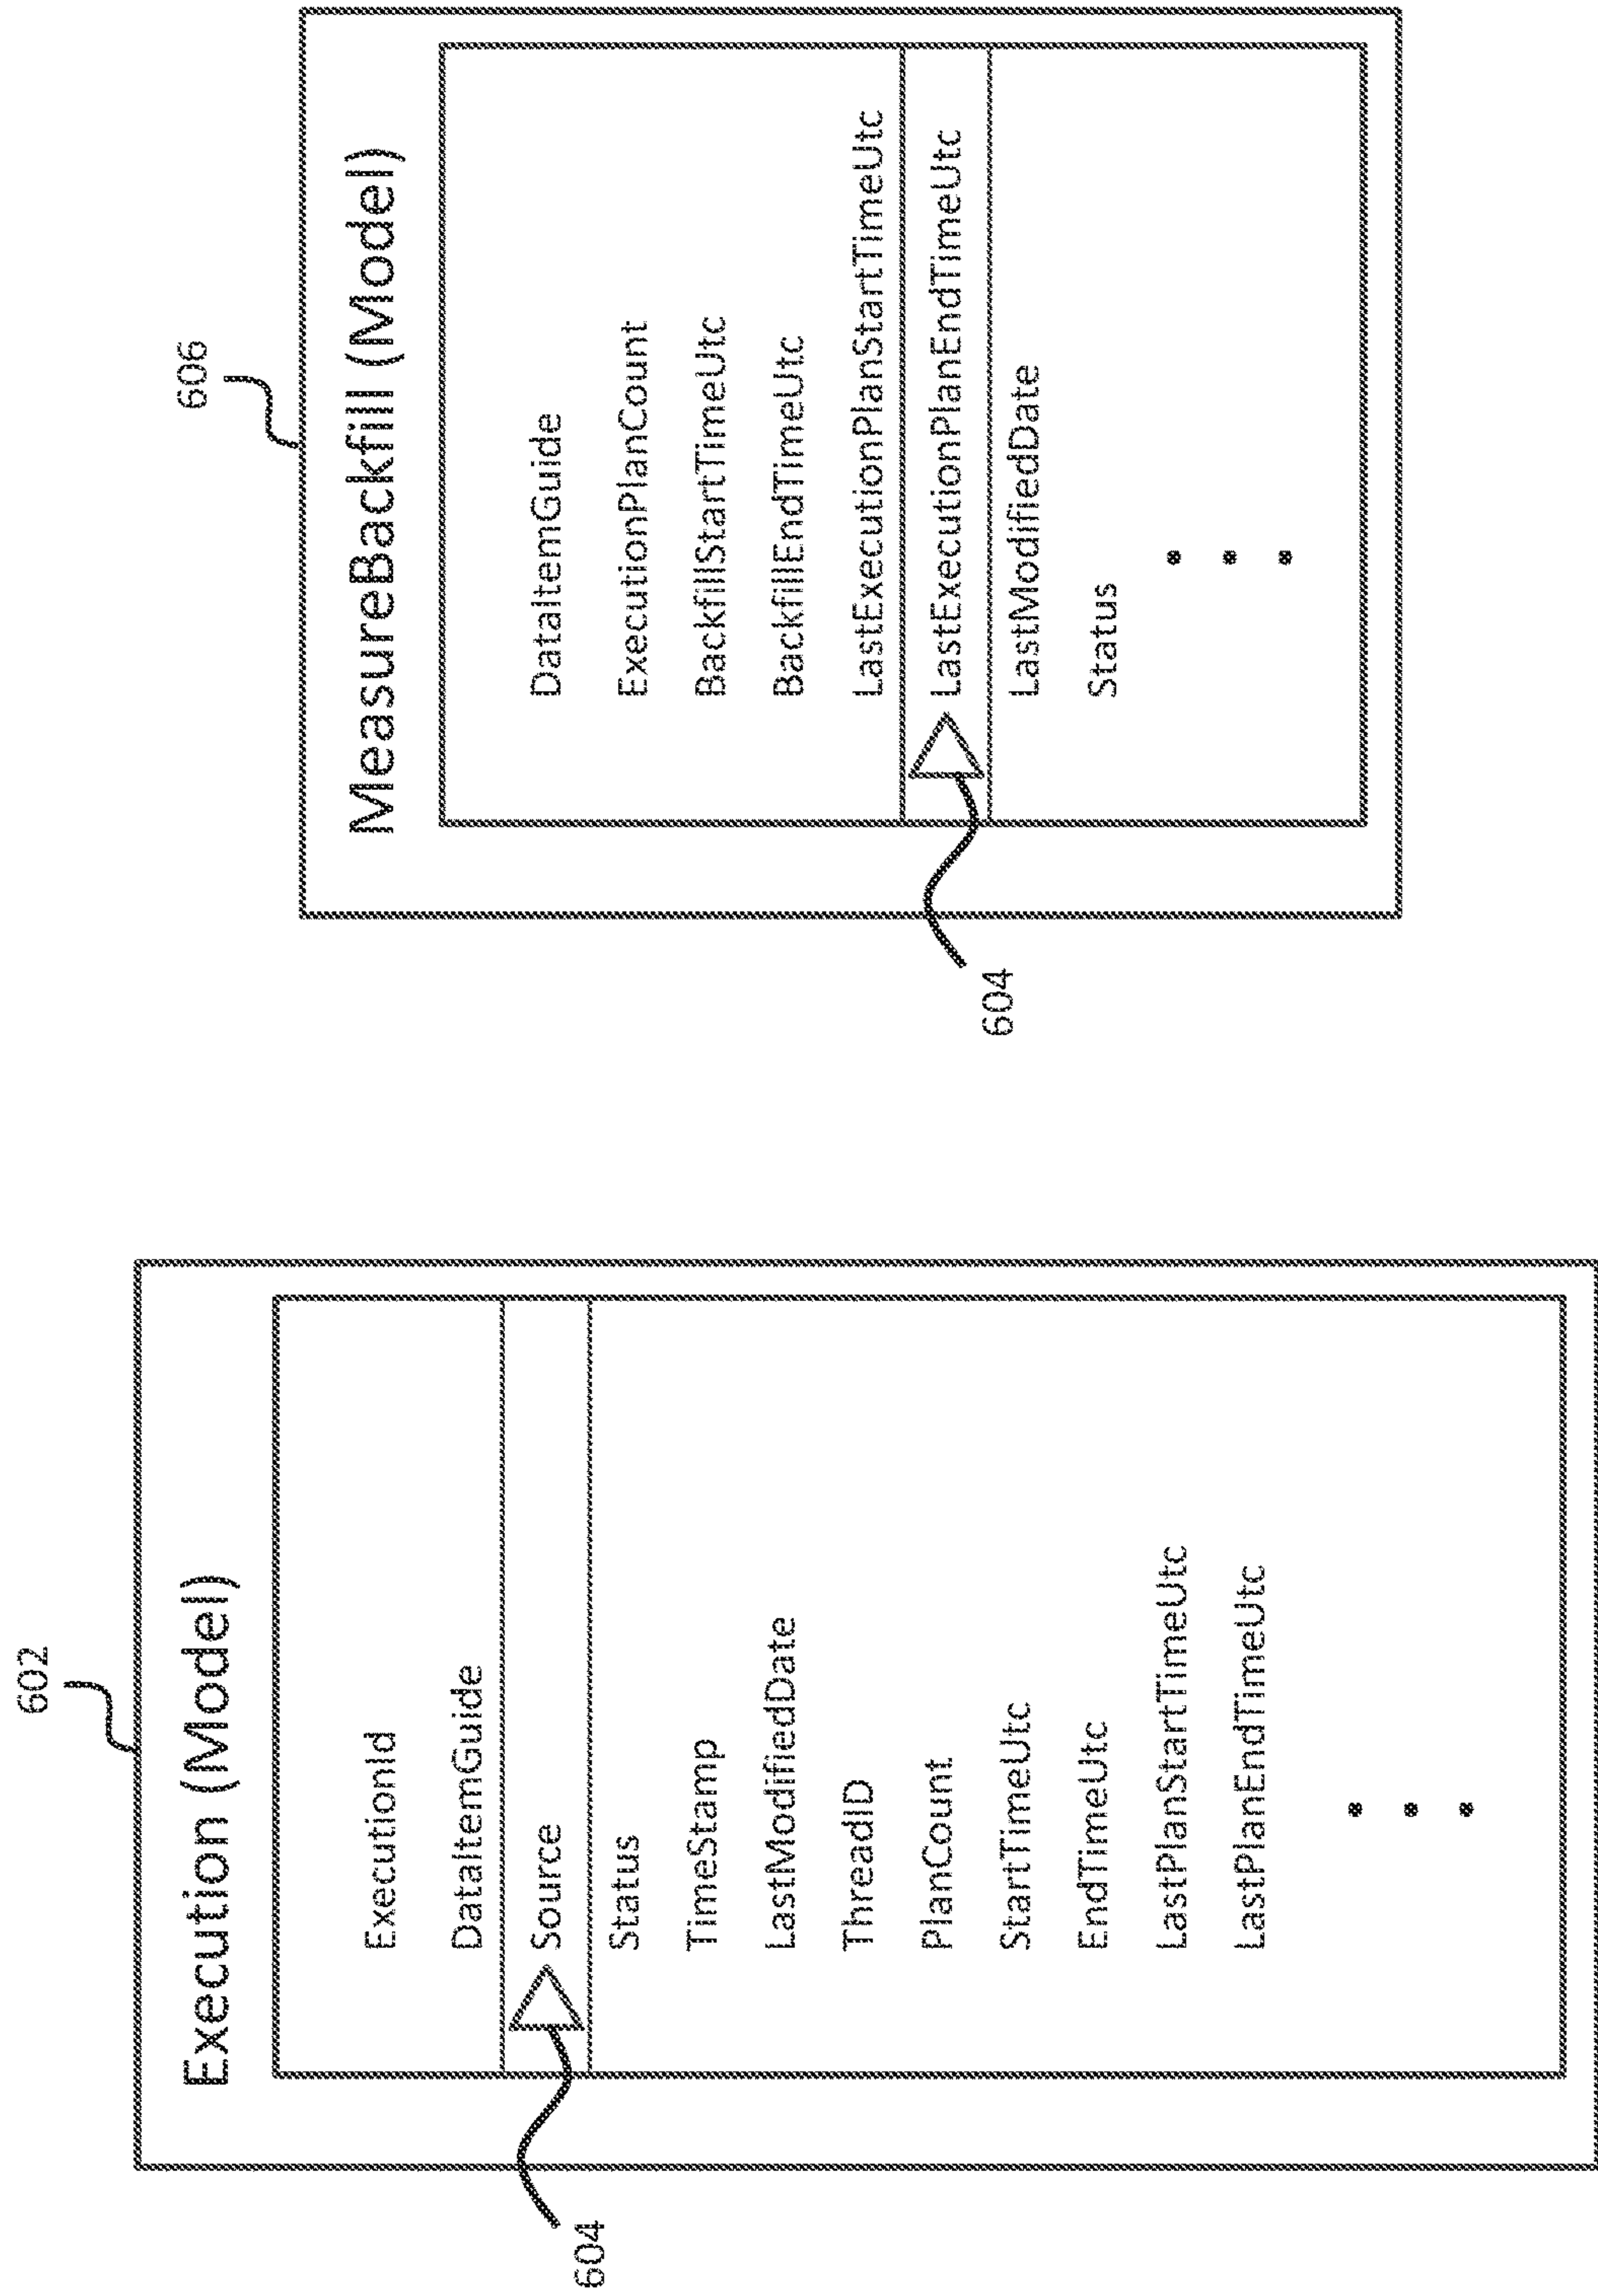 602
Execution (Model)
ExecutionId
DataItemGuide
Source
Status
TimeStamp
LastModifiedDate
ThreadID
PlanCount
StartTimeUtc
EndTimeUtc
LastPlanStartTimeUtc
LastPlanEndTimeUtc
604
606
MeasureBackfill (Model)
DataItemGuide
ExecutionPlanCount
BackfillStartTimeUtc
BackfillEndTimeUtc
LastExecutionPlanStartTimeUtc
LastExecutionPlanEndTimeUtc
LastModifiedDate
Status
604